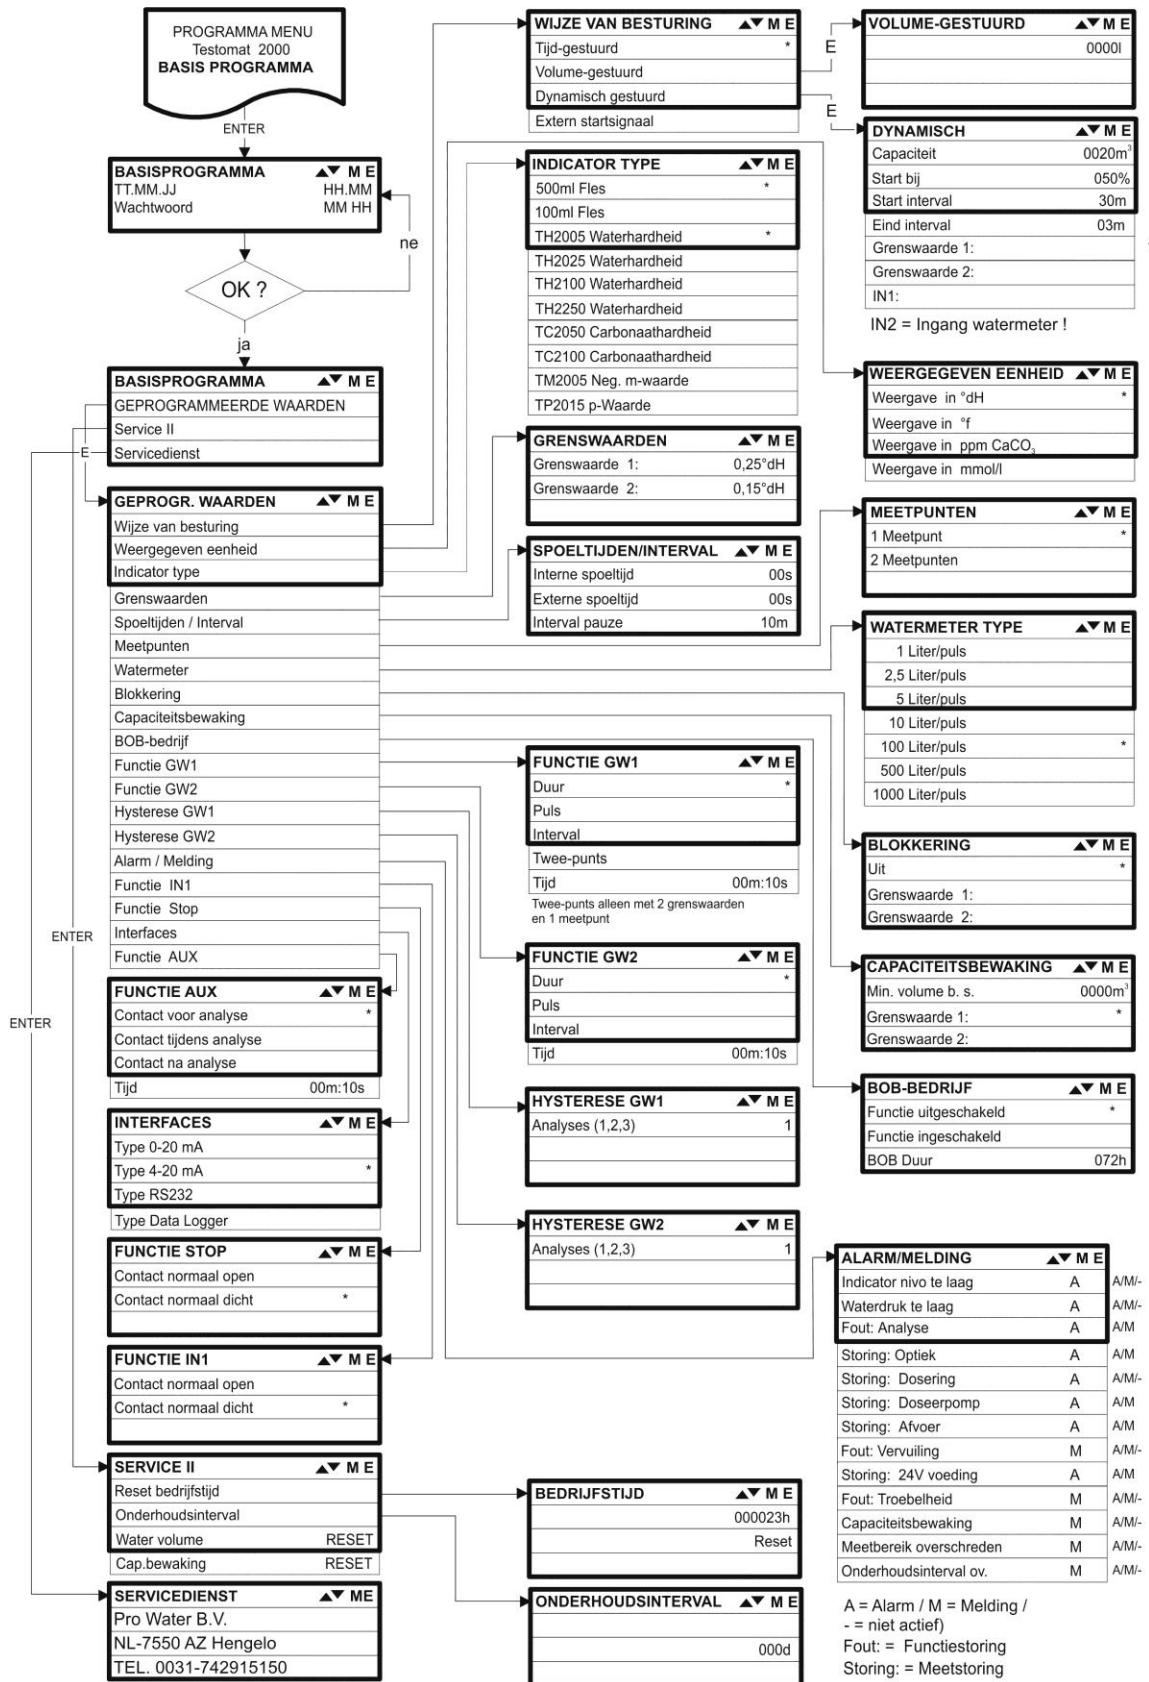 PROGRAMMA MENU
Testomat 2000
BASIS PROGRAMMA
ENTER
BASISPROGRAMMA ▲▼ M E
TT.MM.JJ HH.MM
Wachtwoord MM HH
ne
OK ?
ja
BASISPROGRAMMA ▲▼ M E
GEPROGRAMMEERDE WAARDEN
Service II
Servicedienst
E
GEPROGR. WAARDEN ▲▼ M E
Wijze van besturing
Weergegeven eenheid
Indicator type
Grenswaarden
Spoeltijden / Interval
Meetpunten
Watermeter
Blokkering
Capaciteitsbewaking
BOB-bedrijf
Functie GW1
Functie GW2
Hysterese GW1
Hysterese GW2
Alarm / Melding
Functie IN1
Functie Stop
Interfaces
Functie AUX
ENTER
ENTER
FUNCTIE AUX ▲▼ M E
Contact voor analyse *
Contact tijdens analyse
Contact na analyse
Tijd 00m:10s
INTERFACES ▲▼ M E
Type 0-20 mA
Type 4-20 mA *
Type RS232
Type Data Logger
FUNCTIE STOP ▲▼ M E
Contact normaal open
Contact normaal dicht *
FUNCTIE IN1 ▲▼ M E
Contact normaal open
Contact normaal dicht *
SERVICE II ▲▼ M E
Reset bedrijfstijd
Onderhoudsinterval
Water volume RESET
Cap.bewaking RESET
SERVICEDIENST ▲▼ ME
Pro Water B.V.
NL-7550 AZ Hengelo
TEL. 0031-742915150
WIJZE VAN BESTURING ▲▼ M E
Tijd-gestuurd *
Volume-gestuurd
Dynamisch gestuurd
Extern startsignaal
E
E
INDICATOR TYPE ▲▼ M E
500ml Fles *
100ml Fles
TH2005 Waterhardheid *
TH2025 Waterhardheid
TH2100 Waterhardheid
TH2250 Waterhardheid
TC2050 Carbonaathardheid
TC2100 Carbonaathardheid
TM2005 Neg. m-waarde
TP2015 p-Waarde
GRENSWAARDEN ▲▼ M E
Grenswaarde 1: 0,25°dH
Grenswaarde 2: 0,15°dH
SPOELTIJDEN/INTERVAL ▲▼ M E
Interne spoeltijd 00s
Externe spoeltijd 00s
Interval pauze 10m
FUNCTIE GW1 ▲▼ M E
Duur *
Puls
Interval
Twee-punts
Tijd 00m:10s
Twee-punts alleen met 2 grenswaarden
en 1 meetpunt
FUNCTIE GW2 ▲▼ M E
Duur *
Puls
Interval
Tijd 00m:10s
HYSTERESE GW1 ▲▼ M E
Analyses (1,2,3) 1
HYSTERESE GW2 ▲▼ M E
Analyses (1,2,3) 1
BEDRIJFSTIJD ▲▼ M E
000023h
Reset
ONDERHOUDSINTERVAL ▲▼ M E
000d
VOLUME-GESTUURD ▲▼ M E
0000l
DYNAMISCH ▲▼ M E
Capaciteit 0020m³
Start bij 050%
Start interval 30m
Eind interval 03m
Grenswaarde 1:
Grenswaarde 2:
IN1:
IN2 = Ingang watermeter !
WEERGEGEVEN EENHEID ▲▼ M E
Weergave in °dH *
Weergave in °f
Weergave in ppm CaCO₃
Weergave in mmol/l
MEETPUNTEN ▲▼ M E
1 Meetpunt *
2 Meetpunten
WATERMETER TYPE ▲▼ M E
1 Liter/puls
2,5 Liter/puls
5 Liter/puls
10 Liter/puls
100 Liter/puls *
500 Liter/puls
1000 Liter/puls
BLOKKERING ▲▼ M E
Uit *
Grenswaarde 1:
Grenswaarde 2:
CAPACITEITSBEWAKING ▲▼ M E
Min. volume b. s. 0000m³
Grenswaarde 1: *
Grenswaarde 2:
BOB-BEDRIJF ▲▼ M E
Functie uitgeschakeld *
Functie ingeschakeld
BOB Duur 072h
ALARM/MELDING ▲▼ M E
Indicator nivo te laag A A/M/-
Waterdruk te laag A A/M/-
Fout: Analyse A A/M
Storing: Optiek A A/M
Storing: Dosering A A/M/-
Storing: Doseerpomp A A/M
Storing: Afvoer A A/M
Fout: Vervuiling M A/M/-
Storing: 24V voeding A A/M
Fout: Troebelheid M A/M/-
Capaciteitsbewaking M A/M/-
Meetbereik overschreden M A/M/-
Onderhoudsinterval ov. M A/M/-
A = Alarm / M = Melding /
- = niet actief)
Fout: = Functiestoring
Storing: = Meetstoring